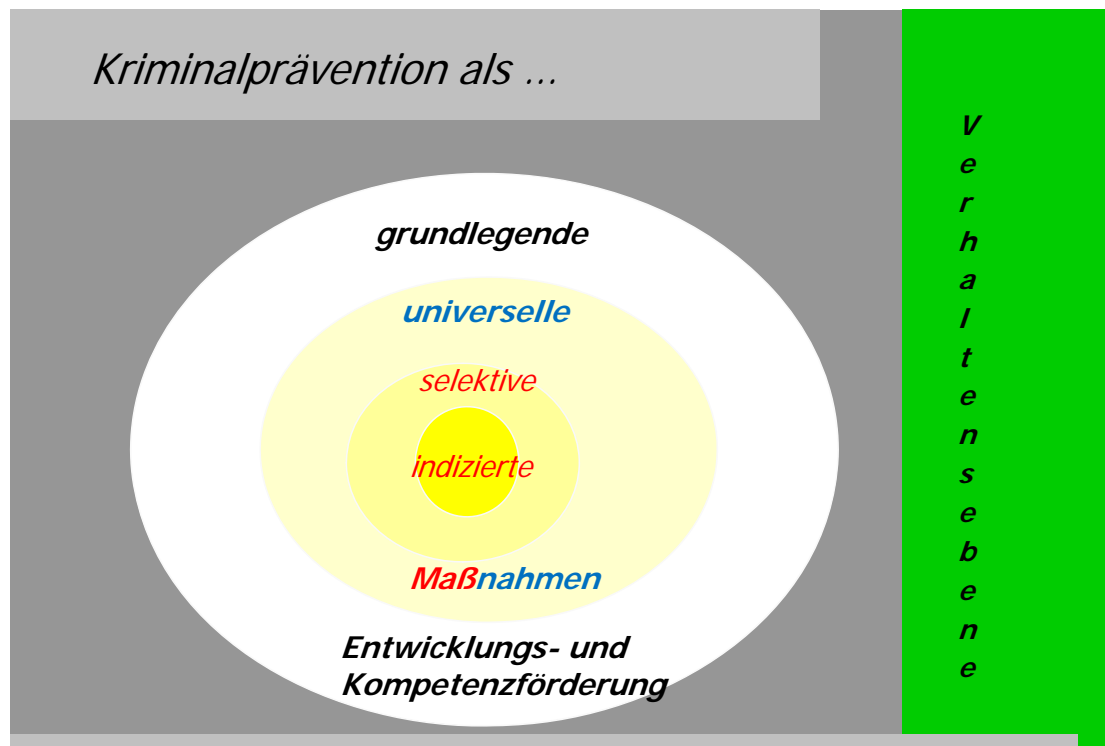 Kriminalprävention als ...
grundlegende
universelle
selektive
indizierte
Maßnahmen
Entwicklungs- und
Kompetenzförderung
V
e
r
h
a
l
t
e
n
s
e
b
e
n
e